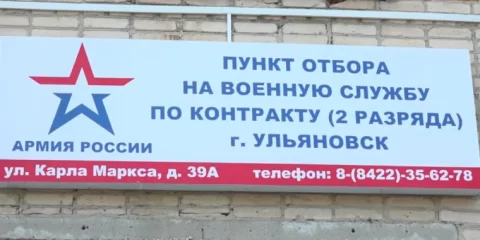 ПУНКТ ОТБОРА
НА ВОЕННУЮ СЛУЖБУ
ПО КОНТРАКТУ (2 РАЗРЯДА)
г. УЛЬЯНОВСК
АРМИЯ РОССИИ
ул. Карла Маркса, д. 39А телефон: 8-(8422)-35-62-78